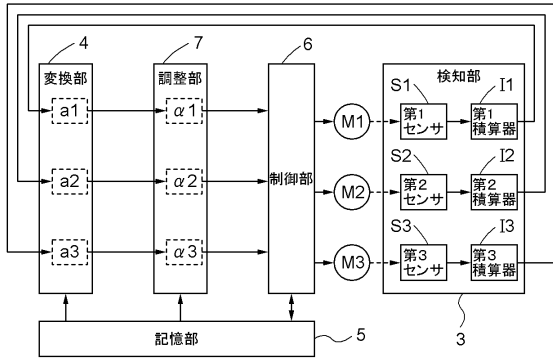 4
7
6
変換部
調整部
制御部
検知部
a1
α1
M1
S1
第1
センサ
I1
第1
積算器
a2
α2
M2
S2
第2
センサ
I2
第2
積算器
a3
α3
M3
S3
第3
センサ
I3
第3
積算器
記憶部
5
3